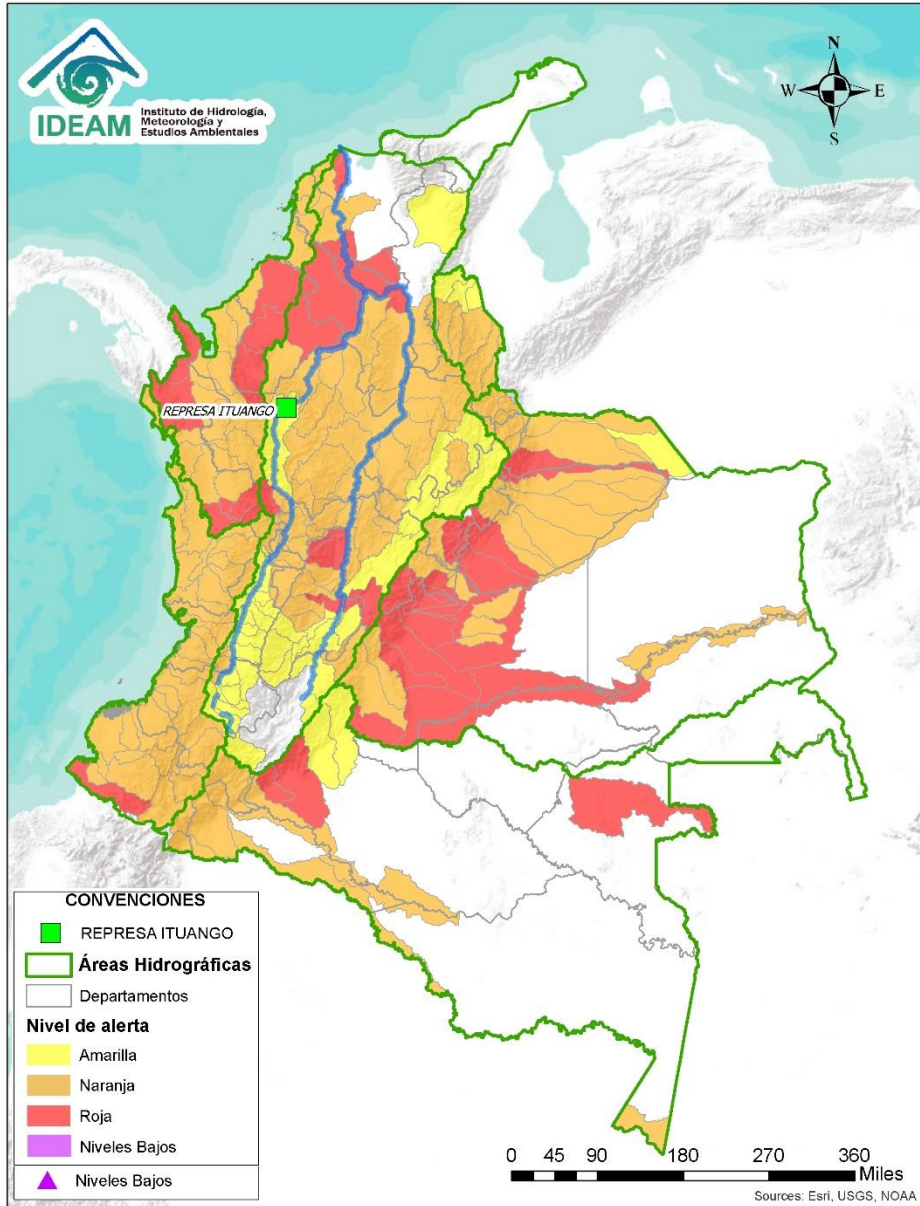 IDEAM
Instituto de Hidrología,
Meteorología y
Estudios Ambientales
N
W
E
S
REPRESA ITUANGO
CONVENCIONES
REPRESA ITUANGO
Áreas Hidrográficas
Departamentos
Nivel de alerta
Amarilla
Naranja
Roja
Niveles Bajos
Niveles Bajos
0 45 90 180 270 360
Miles
Sources: Esri, USGS, NOAA